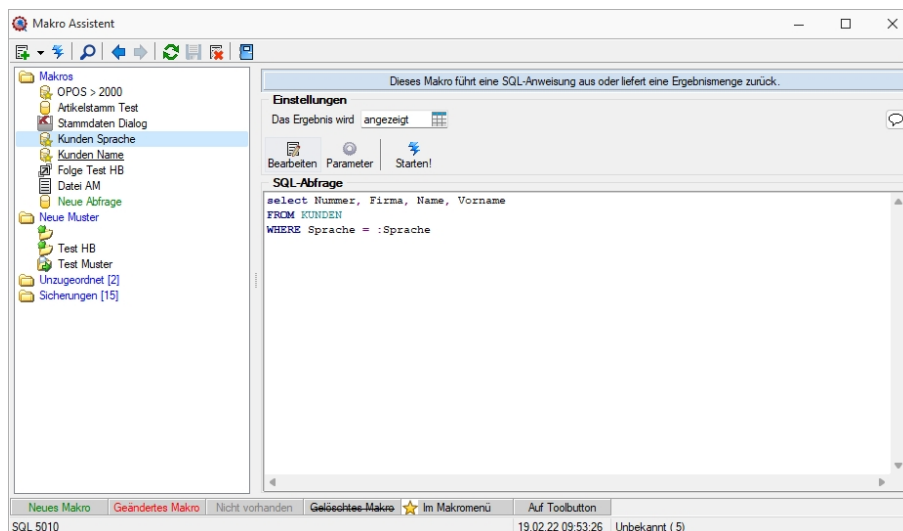 Makro Assistent
Makros
OPOS > 2000
Artikelstamm Test
Stammdaten Dialog
Kunden Sprache
Kunden Name
Folge Test HB
Datei AM
Neue Abfrage
Neue Muster
Test HB
Test Muster
Unzugeordnet [2]
Sicherungen [15]
Dieses Makro führt eine SQL-Anweisung aus oder liefert eine Ergebnismenge zurück.
Einstellungen
Das Ergebnis wird angezeigt
Bearbeiten Parameter Starten!
SQL-Abfrage
select Nummer, Firma, Name, Vorname
FROM KUNDEN
WHERE Sprache = :Sprache
Neues Makro Geändertes Makro Nicht vorhanden Gelöschtes Makro Im Makromenü Auf Toolbutton
SQL 5010 19.02.22 09:53:26 Unbekannt ( 5)